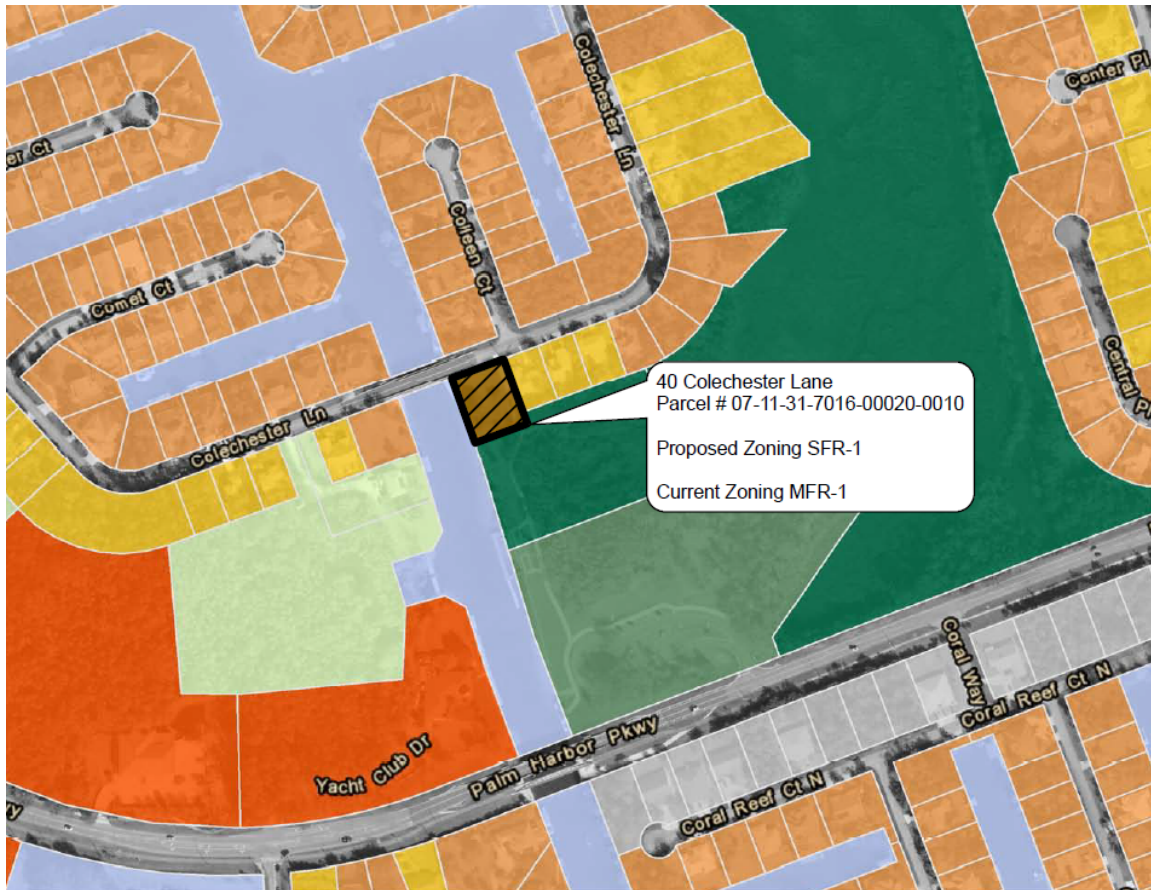 Colechester Ln
Center Pl
er Ct
Colleen Ct
Comet Ct
Central Pl
40 Colechester Lane
Parcel # 07-11-31-7016-00020-0010
Proposed Zoning SFR-1
Current Zoning MFR-1
Colechester Ln
Coral Way
Coral Reef Ct N
Palm Harbor Pkwy
Yacht Club Dr
Coral Reef Ct N
wy